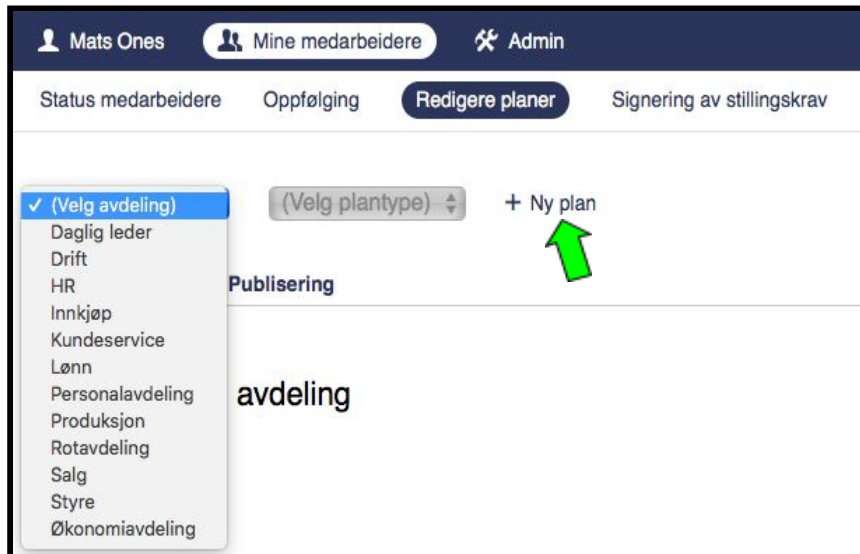 Mats Ones Mine medarbeidere Admin
Status medarbeidere Oppfølging Redigere planer Signering av stillingskrav
(Velg avdeling) (Velg plantype) + Ny plan
Daglig leder
Drift
HR
Publisering
Innkjøp
Kundeservice
Lønn
Personalavdeling
avdeling
Produksjon
Rotavdeling
Salg
Styre
Økonomiavdeling